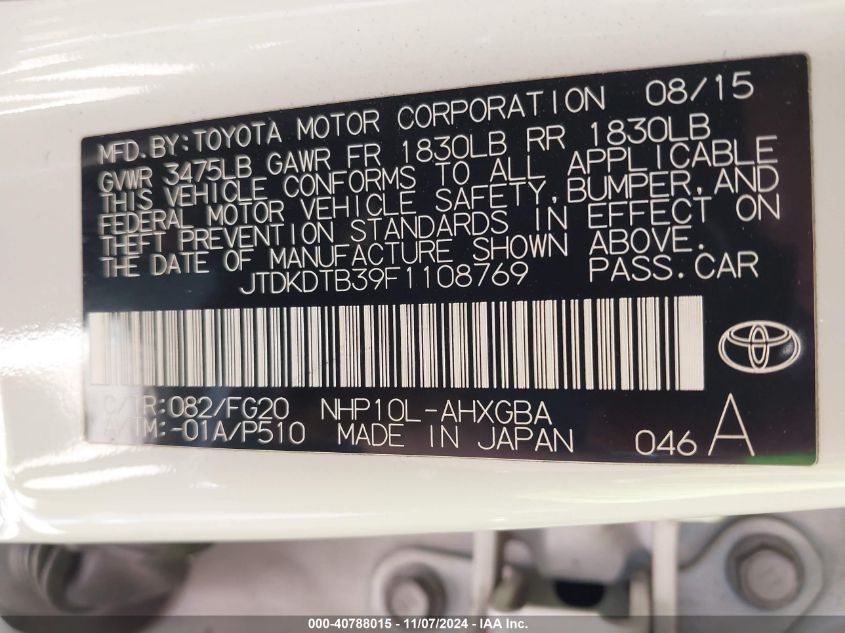 MFD.BY:TOYOTA MOTOR CORPORATION 08/15
GVWR 3475LB GAWR FR 1830LB RR 1830LB
THIS VEHICLE CONFORMS TO ALL APPLICABLE
FEDERAL MOTOR VEHICLE SAFETY,BUMPER,AND
THEFT PREVENTION STANDARDS IN EFFECT ON
THE DATE OF MANUFACTURE SHOWN ABOVE.
JTDKDTB39F1108769 PASS.CAR
C/TR:082/FG20 NHP10L-AHXGBA
A/TM:-01A/P510 MADE IN JAPAN 046 A
000-40788015 - 11/07/2024 - IAA Inc.